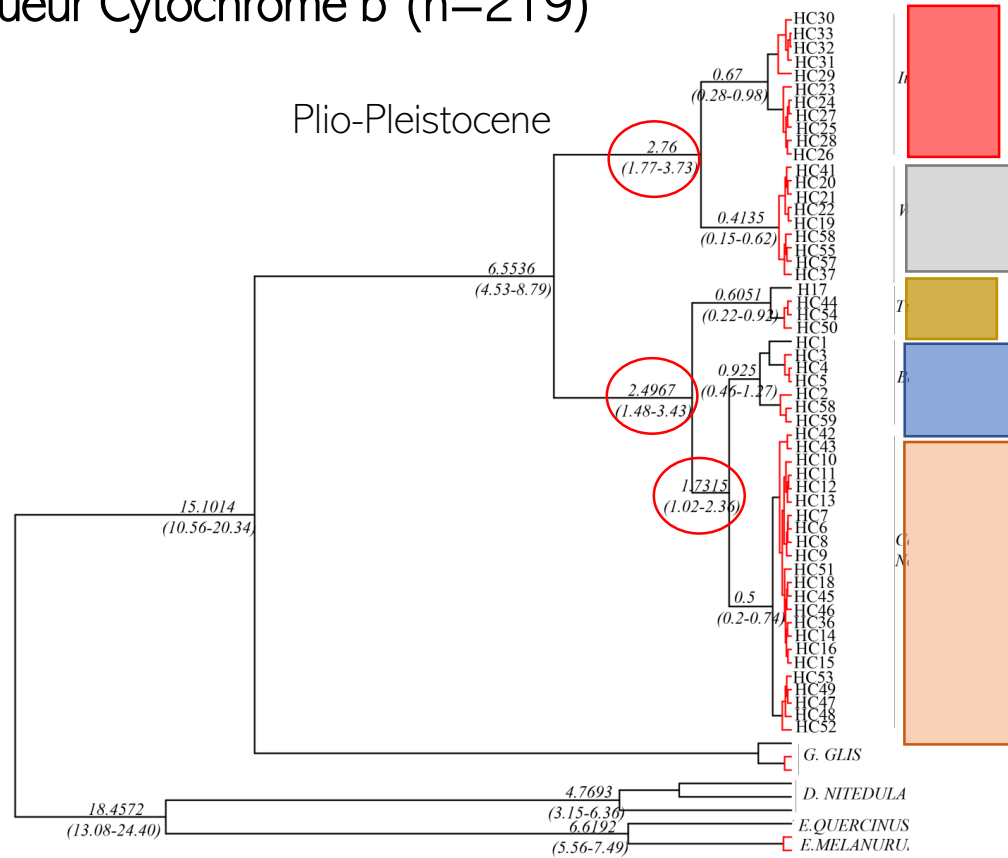 ueur Cytochrome b (n=219)
Plio-Pleistocene
HC30
HC33
HC32
HC31
HC29
HC23
HC24
HC27
HC25
HC28
HC26
HC41
HC20
HC21
HC22
HC19
HC58
HC55
HC57
HC37
H17
HC44
HC54
HC50
HC1
HC3
HC4
HC5
HC2
HC58
HC59
HC42
HC43
HC10
HC11
HC12
HC13
HC7
HC6
HC8
HC9
HC51
HC18
HC45
HC46
HC36
HC14
HC16
HC15
HC53
HC49
HC47
HC48
HC52
G. GLIS
D. NITEDULA
E.QUERCINUS
E.MELANURU.
0.67
(0.28-0.98)
2.76
(1.77-3.73)
0.4135
(0.15-0.62)
6.5536
(4.53-8.79)
0.6051
(0.22-0.92)
0.925
(0.46-1.27)
2.4967
(1.48-3.43)
1.7315
(1.02-2.36)
15.1014
(10.56-20.34)
0.5
(0.2-0.74)
18.4572
(13.08-24.40)
4.7693
(3.15-6.36)
6.6192
(5.56-7.49)